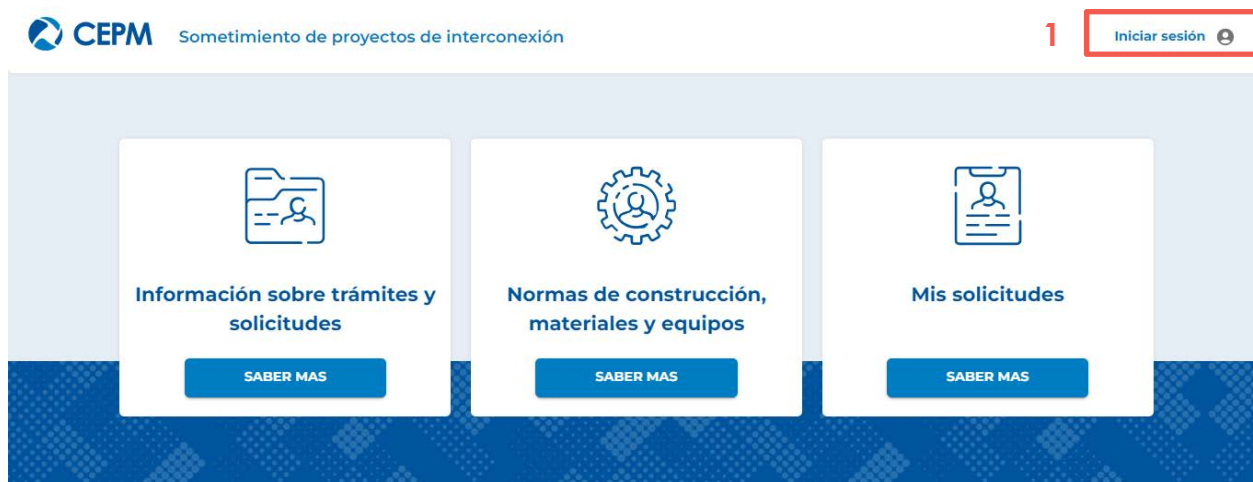 CEPM
Sometimiento de proyectos de interconexión
1
Iniciar sesión
Información sobre trámites y
solicitudes
SABER MAS
Normas de construcción,
materiales y equipos
SABER MAS
Mis solicitudes
SABER MAS